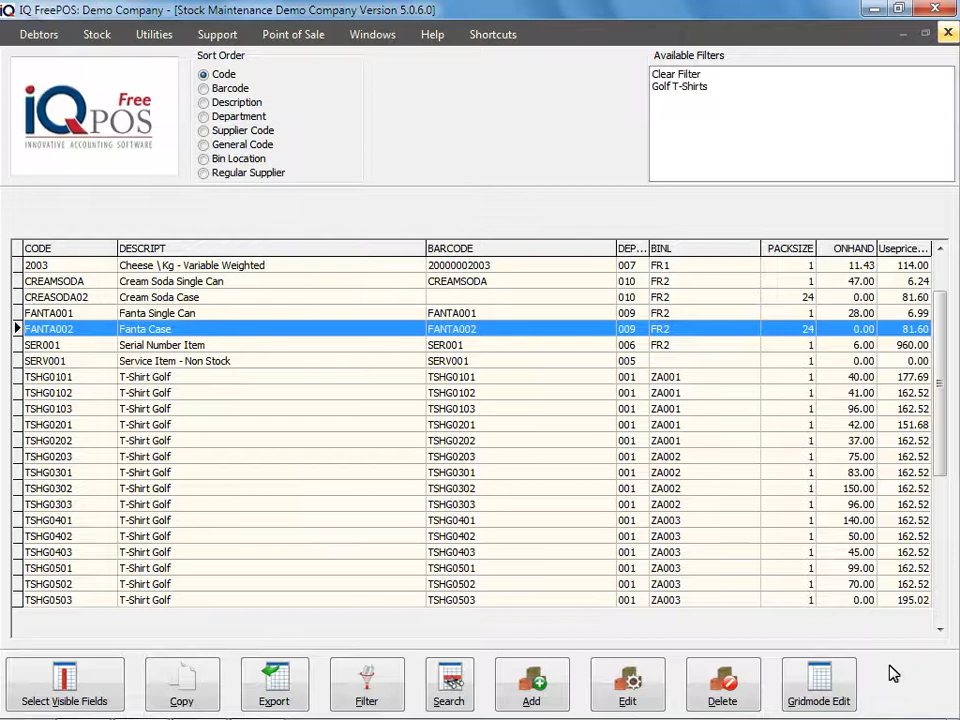 IQ FreePOS: Demo Company - [Stock Maintenance Demo Company Version 5.0.6.0]
Debtors Stock Utilities Support Point of Sale Windows Help Shortcuts
Sort Order
Code
Barcode
Description
Department
Supplier Code
General Code
Bin Location
Regular Supplier
Available Filters
Clear Filter
Golf T-Shirts
iQ Free
POS
INNOVATIVE ACCOUNTING SOFTWARE
CODE DESCRIPT BARCODE DEP... BINL PACKSIZE ONHAND Useprice...
2003 Cheese \Kg - Variable Weighted 20000002003 007 FR1 1 11.43 114.00
CREAMSODA Cream Soda Single Can CREAMSODA 010 FR2 1 47.00 6.24
CREASODA02 Cream Soda Case 010 FR2 24 0.00 81.60
FANTA001 Fanta Single Can FANTA001 009 FR2 1 28.00 6.99
FANTA002 Fanta Case FANTA002 009 FR2 24 0.00 81.60
SER001 Serial Number Item SER001 006 FR2 1 6.00 960.00
SERV001 Service Item - Non Stock SERV001 005 1 0.00 0.00
TSHG0101 T-Shirt Golf TSHG0101 001 ZA001 1 40.00 177.69
TSHG0102 T-Shirt Golf TSHG0102 001 ZA001 1 41.00 162.52
TSHG0103 T-Shirt Golf TSHG0103 001 ZA001 1 96.00 162.52
TSHG0201 T-Shirt Golf TSHG0201 001 ZA001 1 42.00 151.68
TSHG0202 T-Shirt Golf TSHG0202 001 ZA001 1 37.00 162.52
TSHG0203 T-Shirt Golf TSHG0203 001 ZA002 1 75.00 162.52
TSHG0301 T-Shirt Golf TSHG0301 001 ZA002 1 83.00 162.52
TSHG0302 T-Shirt Golf TSHG0302 001 ZA002 1 150.00 162.52
TSHG0303 T-Shirt Golf TSHG0303 001 ZA002 1 96.00 162.52
TSHG0401 T-Shirt Golf TSHG0401 001 ZA003 1 140.00 162.52
TSHG0402 T-Shirt Golf TSHG0402 001 ZA003 1 50.00 162.52
TSHG0403 T-Shirt Golf TSHG0403 001 ZA003 1 45.00 162.52
TSHG0501 T-Shirt Golf TSHG0501 001 ZA003 1 99.00 162.52
TSHG0502 T-Shirt Golf TSHG0502 001 ZA003 1 70.00 162.52
TSHG0503 T-Shirt Golf TSHG0503 001 ZA003 1 0.00 195.02
Select Visible Fields Copy Export Filter Search Add Edit Delete Gridmode Edit